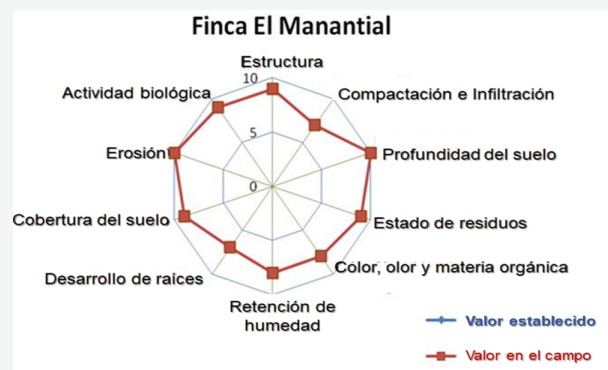 Finca El Manantial
Estructura
10
Actividad biológica
Compactación e Infiltración
5
Erosión
Profundidad del suelo
0
Cobertura del suelo
Estado de residuos
Desarrollo de raíces
Color, olor y materia orgánica
Retención de
humedad
Valor establecido
Valor en el campo